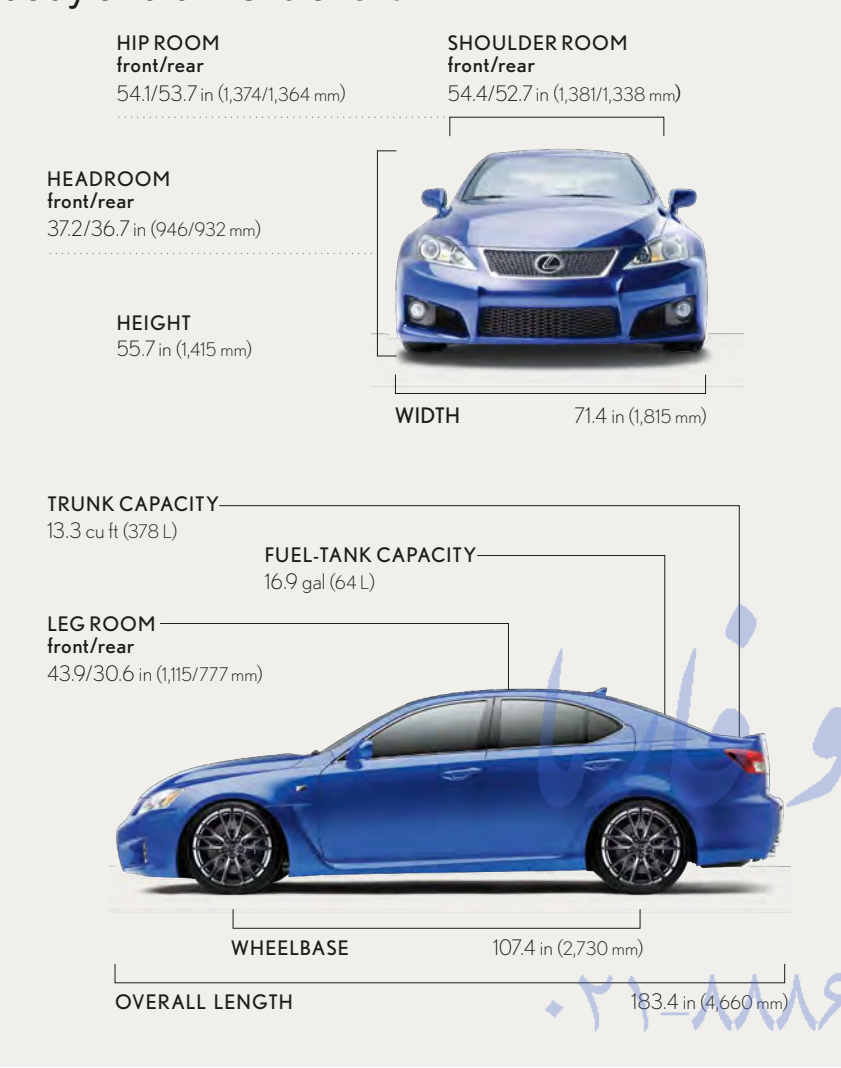 HIP ROOM
front/rear
54.1/53.7 in (1,374/1,364 mm)
SHOULDER ROOM
front/rear
54.4/52.7 in (1,381/1,338 mm)
HEADROOM
front/rear
37.2/36.7 in (946/932 mm)
HEIGHT
55.7 in (1,415 mm)
WIDTH 71.4 in (1,815 mm)
TRUNK CAPACITY
13.3 cu ft (378 L)
FUEL-TANK CAPACITY
16.9 gal (64 L)
LEG ROOM
front/rear
43.9/30.6 in (1,115/777 mm)
WHEELBASE 107.4 in (2,730 mm)
OVERALL LENGTH 183.4 in (4,660 mm)